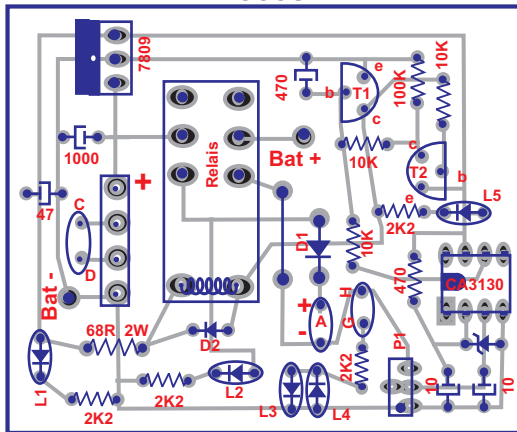 7809
470
e
b
T1
c
100K
10K
1000
Relais
Bat +
10K
c
T2
b
e
47
C
+
L5
2K2
D1
10K
470
CA3130
D
Bat -
+
A
-
H
G
68R 2W
D2
P1
2K2
L1
2K2
L2
2K2
L3
L4
10
10